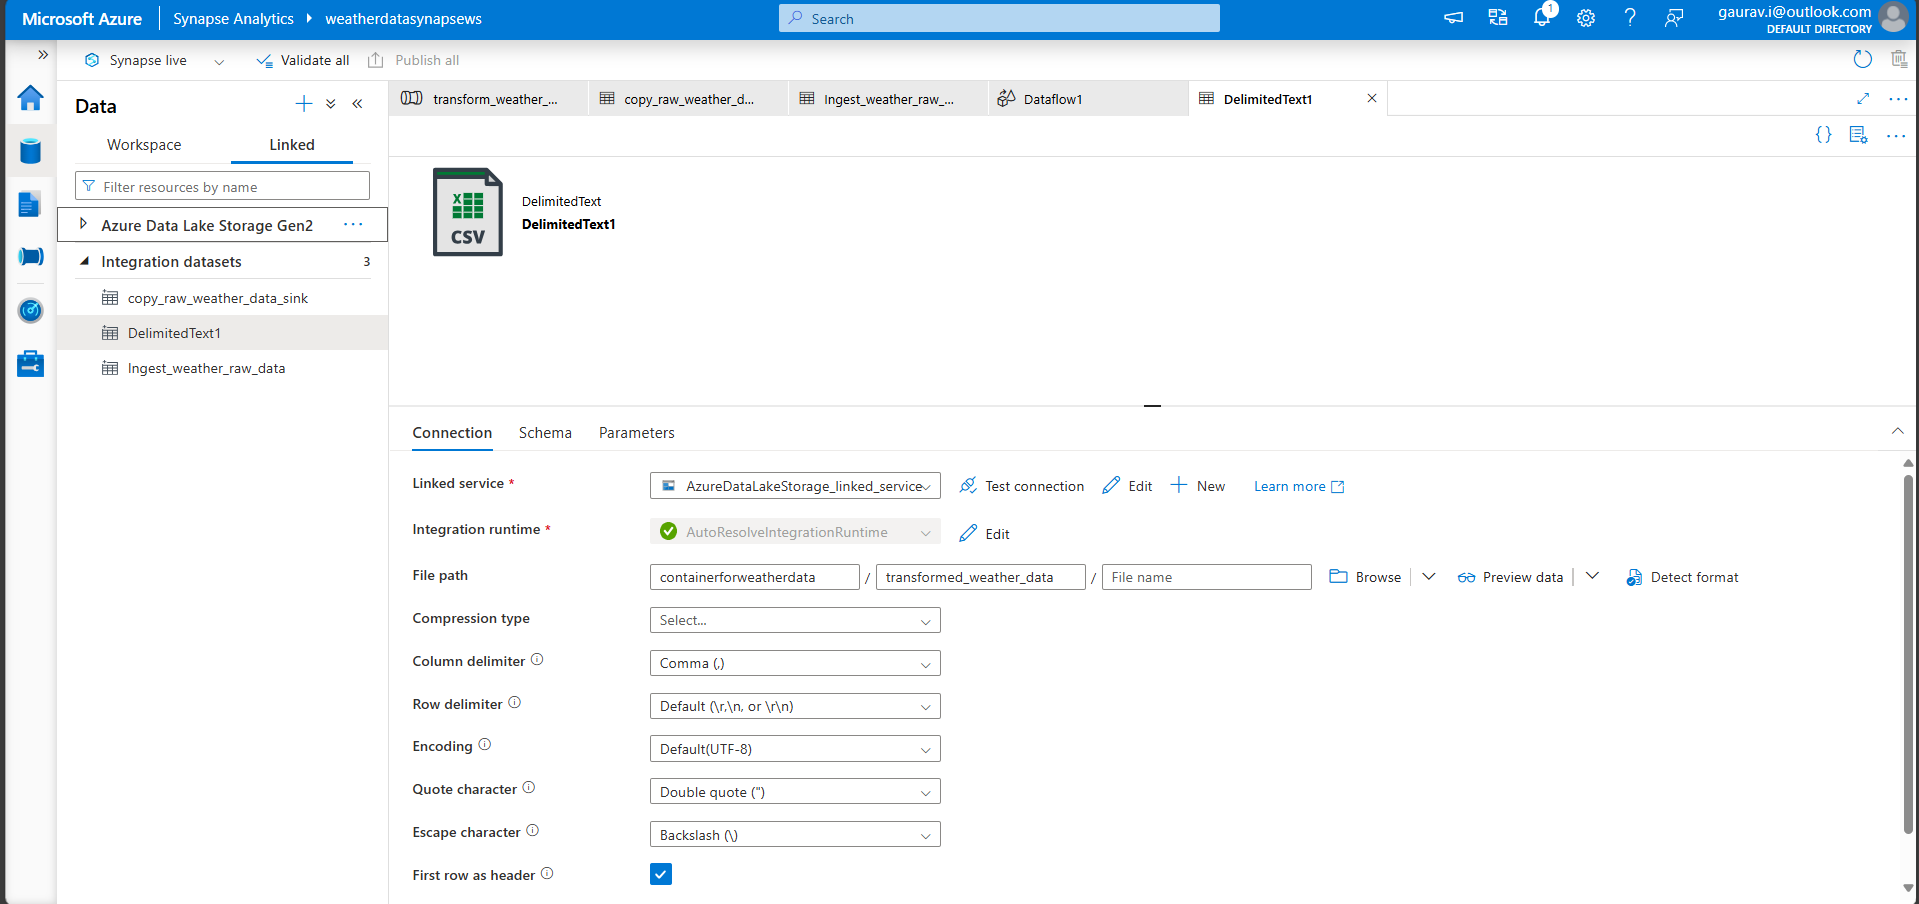 Microsoft Azure
Synapse Analytics
weatherdatasynapsews
Search
1
gaurav.i@outlook.com
DEFAULT DIRECTORY
Synapse live
Validate all
Publish all
Data
Workspace
Linked
Filter resources by name
Azure Data Lake Storage Gen2
Integration datasets 3
copy_raw_weather_data_sink
DelimitedText1
Ingest_weather_raw_data
transform_weather_...
copy_raw_weather_d...
Ingest_weather_raw_...
Dataflow1
DelimitedText1
CSV
DelimitedText
DelimitedText1
Connection
Schema
Parameters
Linked service * AzureDataLakeStorage_linked_service Test connection Edit New Learn more
Integration runtime * AutoResolveIntegrationRuntime Edit
File path containerforweatherdata / transformed_weather_data / File name Browse Preview data Detect format
Compression type Select...
Column delimiter Comma (,)
Row delimiter Default (\r,\n, or \r\n)
Encoding Default(UTF-8)
Quote character Double quote (")
Escape character Backslash (\)
First row as header